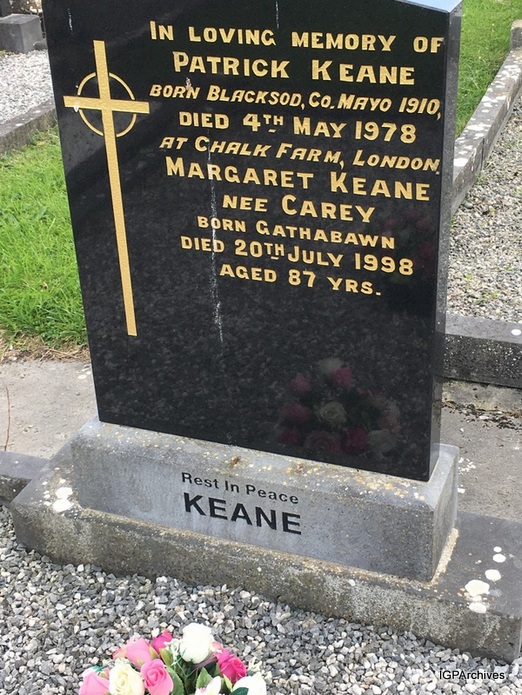 In loving memory of
Patrick Keane
born Blacksod, Co. Mayo 1910,
died 4th May 1978
at Chalk Farm, London.
Margaret Keane
nee Carey
born Gathabawn
died 20th July 1998
aged 87 yrs.
Rest In Peace
KEANE
IGPArchives